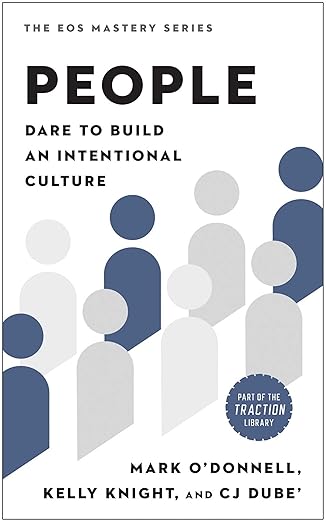 THE EOS MASTERY SERIES
PEOPLE
DARE TO BUILD
AN INTENTIONAL
CULTURE
PART OF THE
TRACTION
LIBRARY
MARK O’DONNELL,
KELLY KNIGHT, AND CJ DUBE’